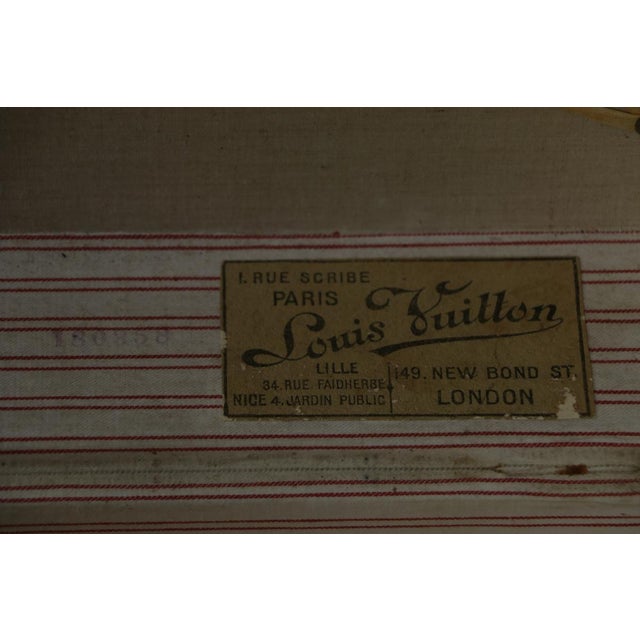 1. RUE SCRIBE
PARIS
Louis Vuitton
LILLE
34. RUE FAIDHERBE
NICE 4. JARDIN PUBLIC
149. NEW BOND ST.
LONDON